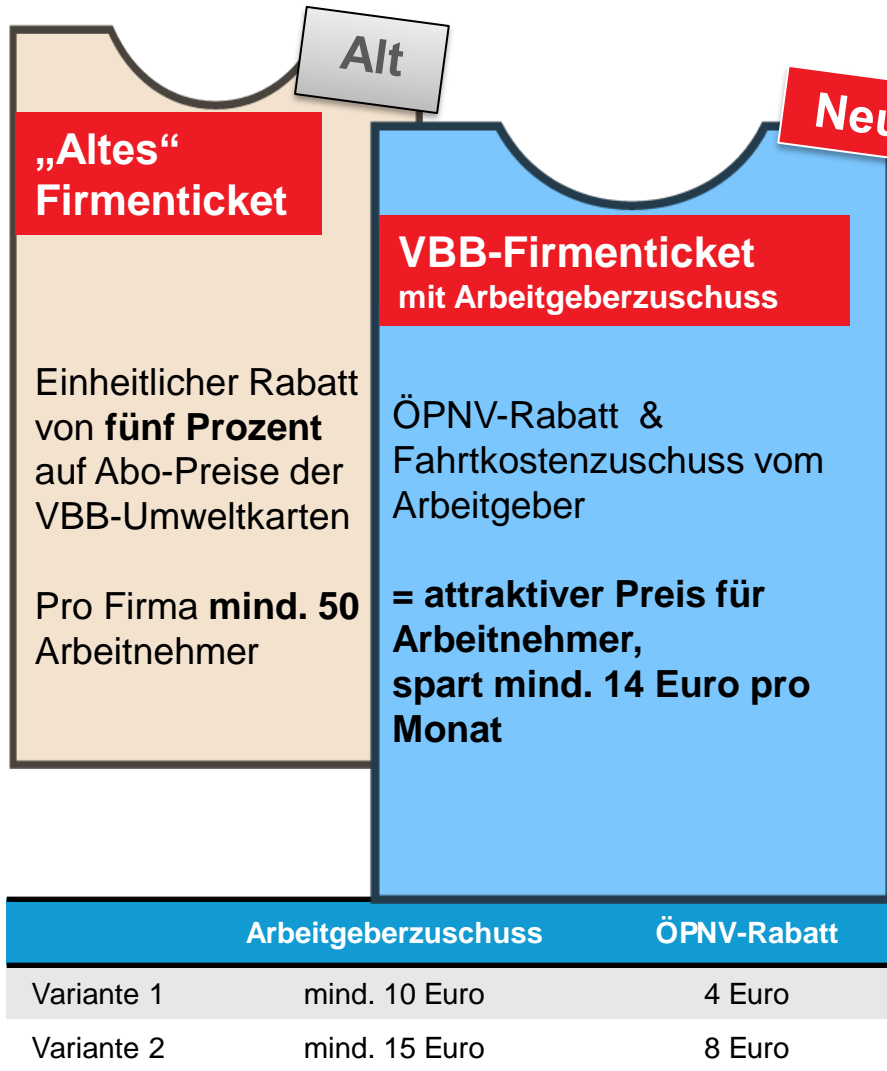 Alt
„Altes“
Firmenticket
Einheitlicher Rabatt
von fünf Prozent
auf Abo-Preise der
VBB-Umweltkarten
Pro Firma mind. 50
Arbeitnehmer
Neu
VBB-Firmenticket
mit Arbeitgeberzuschuss
ÖPNV-Rabatt &
Fahrtkostenzuschuss vom
Arbeitgeber
= attraktiver Preis für
Arbeitnehmer,
spart mind. 14 Euro pro
Monat
Arbeitgeberzuschuss ÖPNV-Rabatt
Variante 1 mind. 10 Euro 4 Euro
Variante 2 mind. 15 Euro 8 Euro